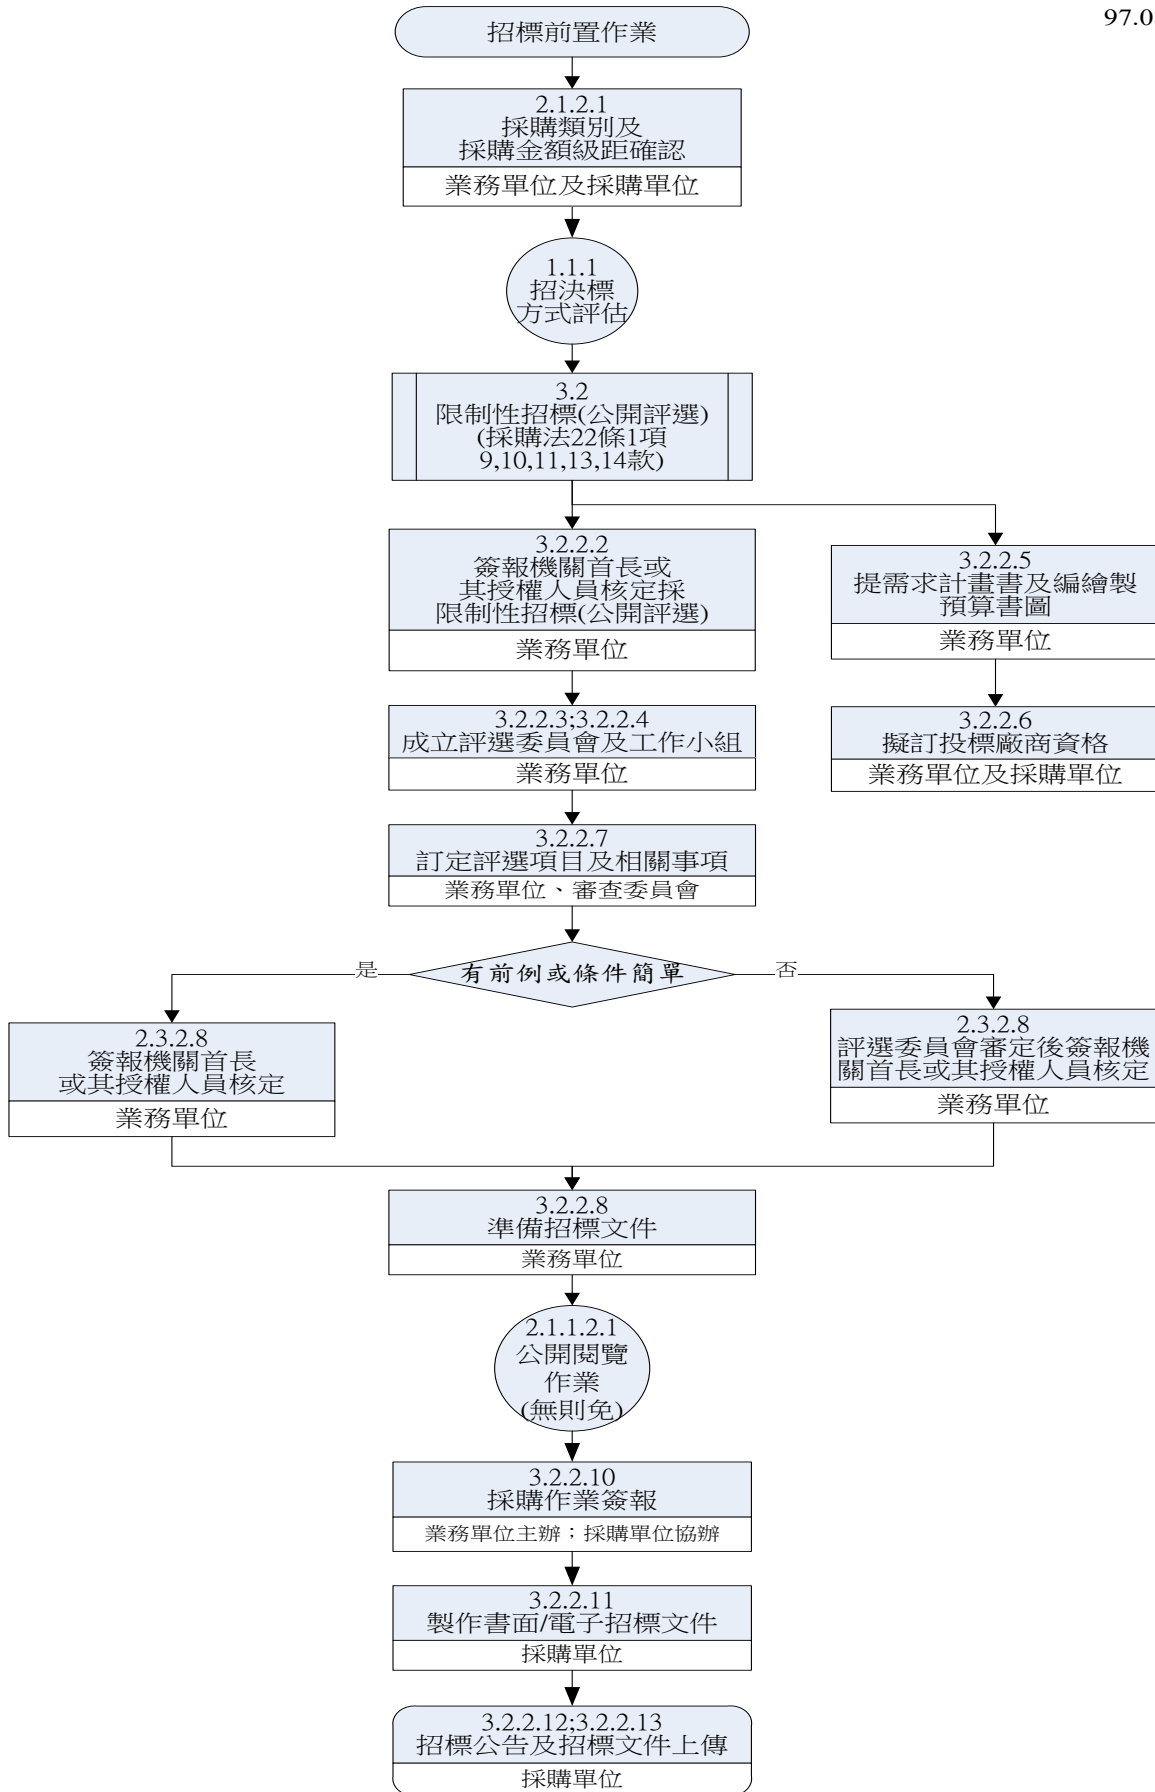 97.0
招標前置作業
2.1.2.1
採購類別及
採購金額級距確認
業務單位及採購單位
1.1.1
招決標
方式評估
3.2
限制性招標(公開評選)
(採購法22條1項
9,10,11,13,14款)
3.2.2.2
簽報機關首長或
其授權人員核定採
限制性招標(公開評選)
業務單位
3.2.2.5
提需求計畫書及編繪製
預算書圖
業務單位
3.2.2.3;3.2.2.4
成立評選委員會及工作小組
業務單位
3.2.2.6
擬訂投標廠商資格
業務單位及採購單位
3.2.2.7
訂定評選項目及相關事項
業務單位、審查委員會
有前例或條件簡單
是
否
2.3.2.8
簽報機關首長
或其授權人員核定
業務單位
2.3.2.8
評選委員會審定後簽報機
關首長或其授權人員核定
業務單位
3.2.2.8
準備招標文件
業務單位
2.1.1.2.1
公開閱覽
作業
(無則免)
3.2.2.10
採購作業簽報
業務單位主辦；採購單位協辦
3.2.2.11
製作書面/電子招標文件
採購單位
3.2.2.12;3.2.2.13
招標公告及招標文件上傳
採購單位